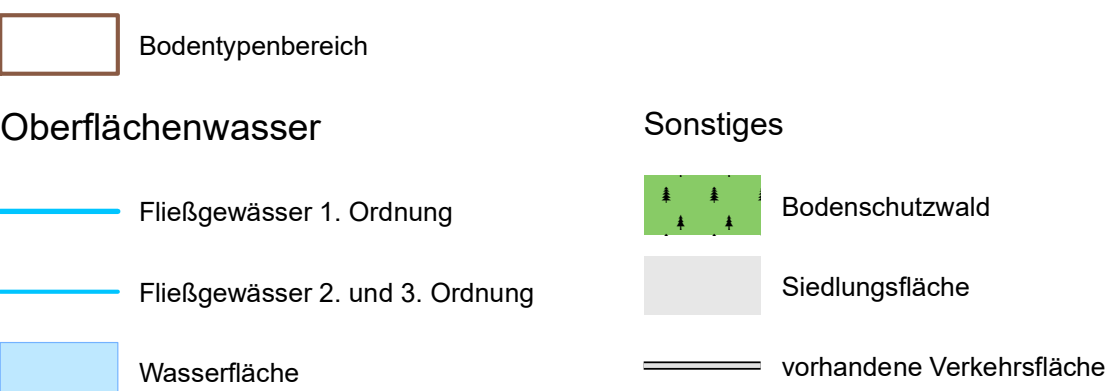 Bodentypenbereich
Oberflächenwasser
Fließgewässer 1. Ordnung
Fließgewässer 2. und 3. Ordnung
Wasserfläche
Sonstiges
Bodenschutzwald
Siedlungsfläche
vorhandene Verkehrsfläche